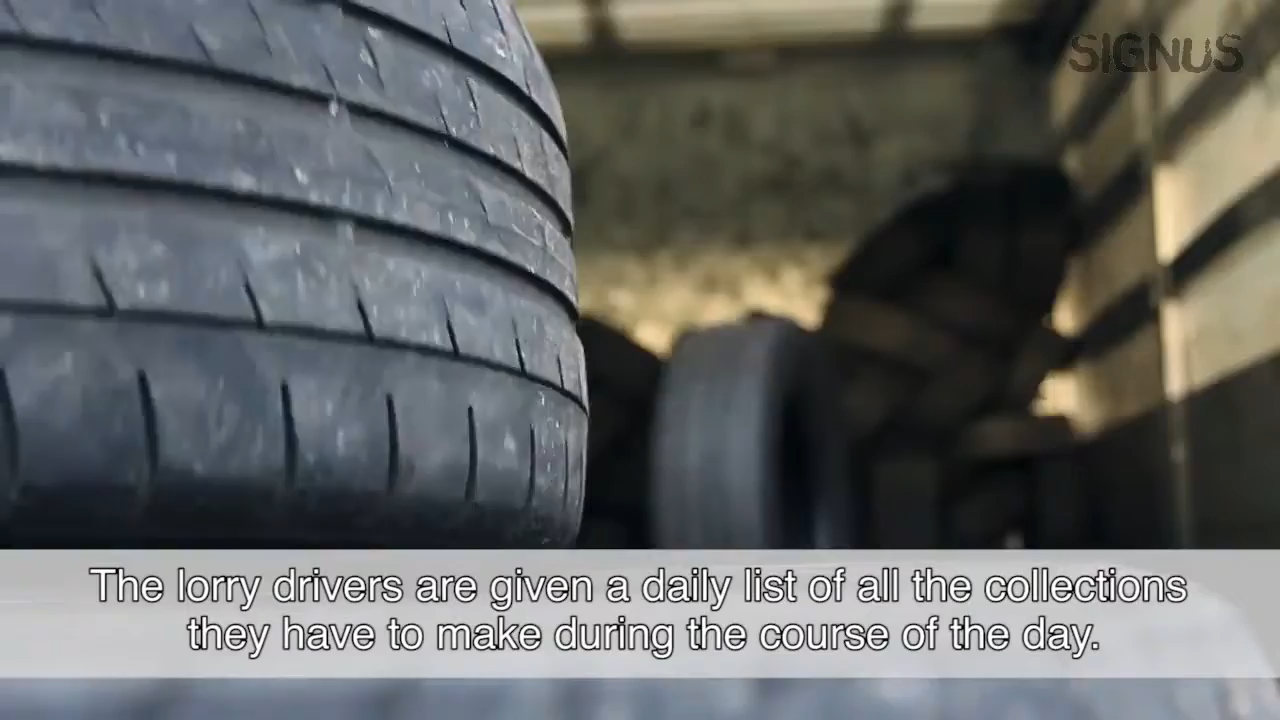 SIGNUS
The lorry drivers are given a daily list of all the collections
they have to make during the course of the day.